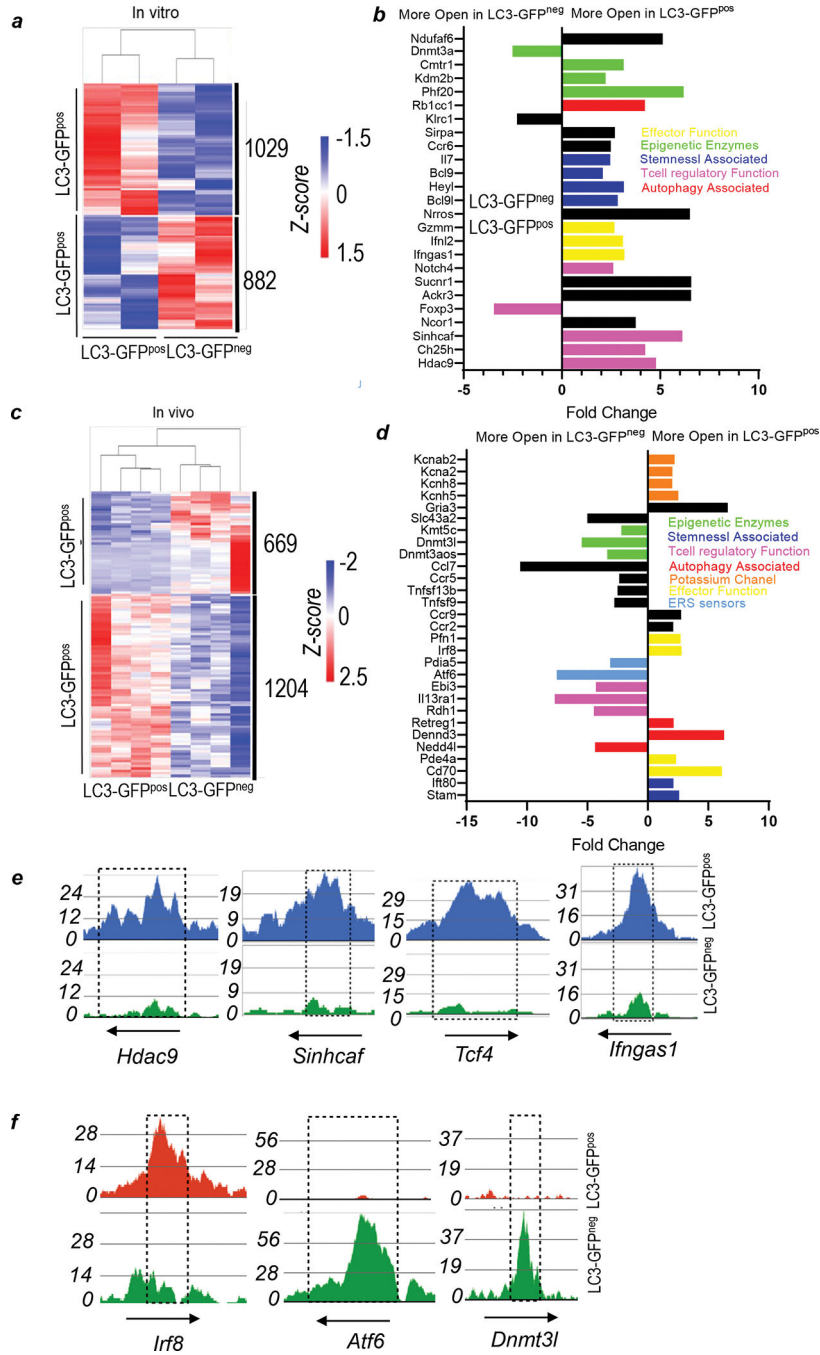 a
In vitro
LC3-GFPpos
LC3-GFPpos
1029
882
LC3-GFPpos LC3-GFPneg
Z-score
-1.5
0
1.5
b
More Open in LC3-GFPneg
More Open in LC3-GFPpos
Ndufaf6
Dnmt3a
Cmtr1
Kdm2b
Phf20
Rb1cc1
Klrc1
Sirpa
Ccr6
Il7
Bcl9
Heyl
Bcl9l
Nrros
Gzmm
Ifnl2
Ifngas1
Notch4
Sucnr1
Ackr3
Foxp3
Ncor1
Sinhcaf
Ch25h
Hdac9
Effector Function
Epigenetic Enzymes
Stemnessl Associated
Tcell regulatory Function
Autophagy Associated
LC3-GFPneg
LC3-GFPpos
-5 0 5 10
Fold Change
c
In vivo
LC3-GFPpos
LC3-GFPpos
669
1204
LC3-GFPpos LC3-GFPneg
Z-score
-2
0
2.5
d
More Open in LC3-GFPneg
More Open in LC3-GFPpos
Kcnab2
Kcna2
Kcnh8
Kcnh5
Gria3
Slc43a2
Kmt5c
Dnmt3l
Dnmt3aos
Ccl7
Ccr5
Tnfsf13b
Tnfsf9
Ccr9
Ccr2
Pfn1
Irf8
Pdia5
Atf6
Ebi3
Il13ra1
Rdh1
Retreg1
Dennd3
Nedd4l
Pde4a
Cd70
Ift80
Stam
Epigenetic Enzymes
Stemnessl Associated
Tcell regulatory Function
Autophagy Associated
Potassium Chanel
Effector Function
ERS sensors
-15 -10 -5 0 5 10
Fold Change
e
24
12
0
24
12
0
Hdac9
19
9
0
19
9
0
Sinhcaf
29
15
0
29
15
0
Tcf4
31
16
0
31
16
0
Ifngas1
LC3-GFPpos
LC3-GFPneg
f
28
14
0
28
14
0
Irf8
56
28
0
56
28
0
Atf6
37
19
0
37
19
0
Dnmt3l
LC3-GFPpos
LC3-GFPneg